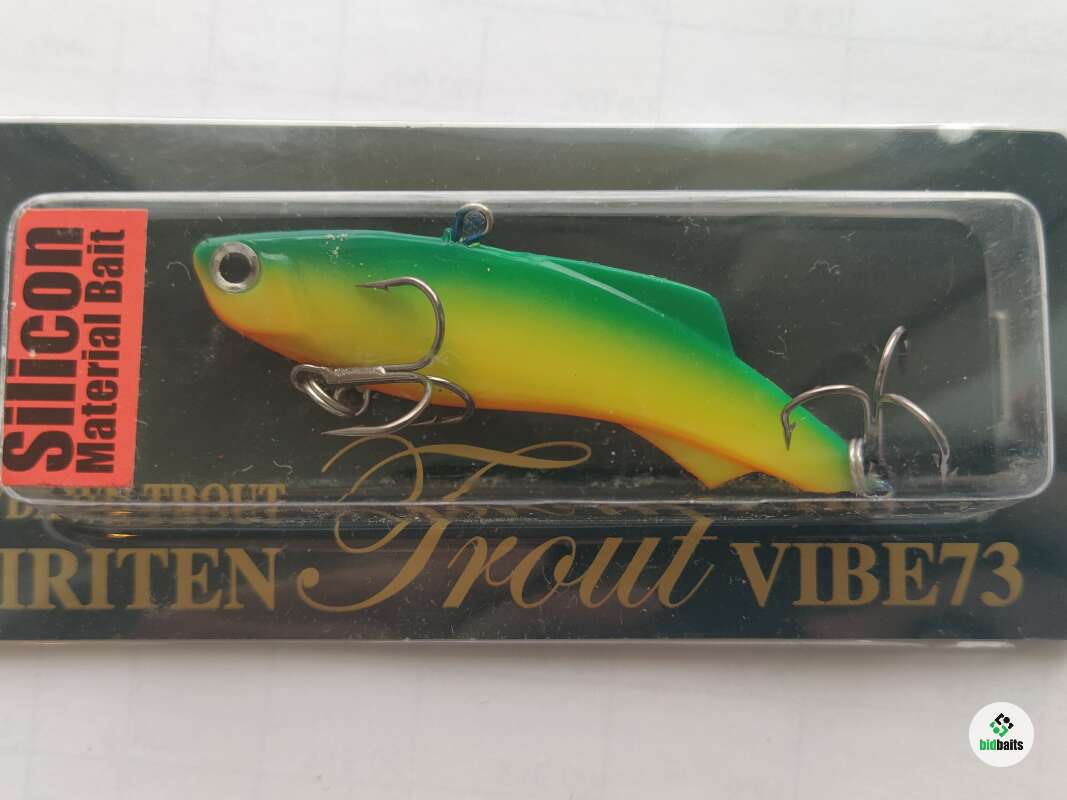 Silicon
Material Bait
TROUT
IRITEN Trout VIBE73
bidbaits